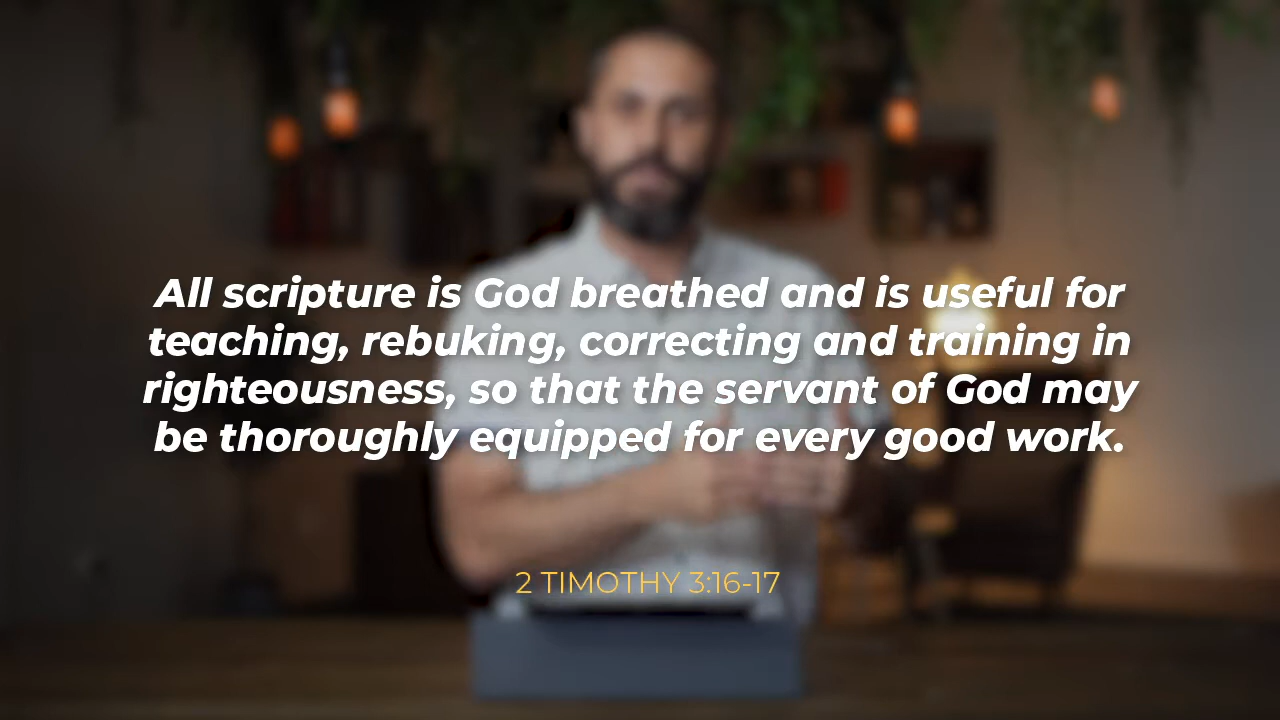 All scripture is God breathed and is useful for
teaching, rebuking, correcting and training in
righteousness, so that the servant of God may
be thoroughly equipped for every good work.
2 TIMOTHY 3:16-17